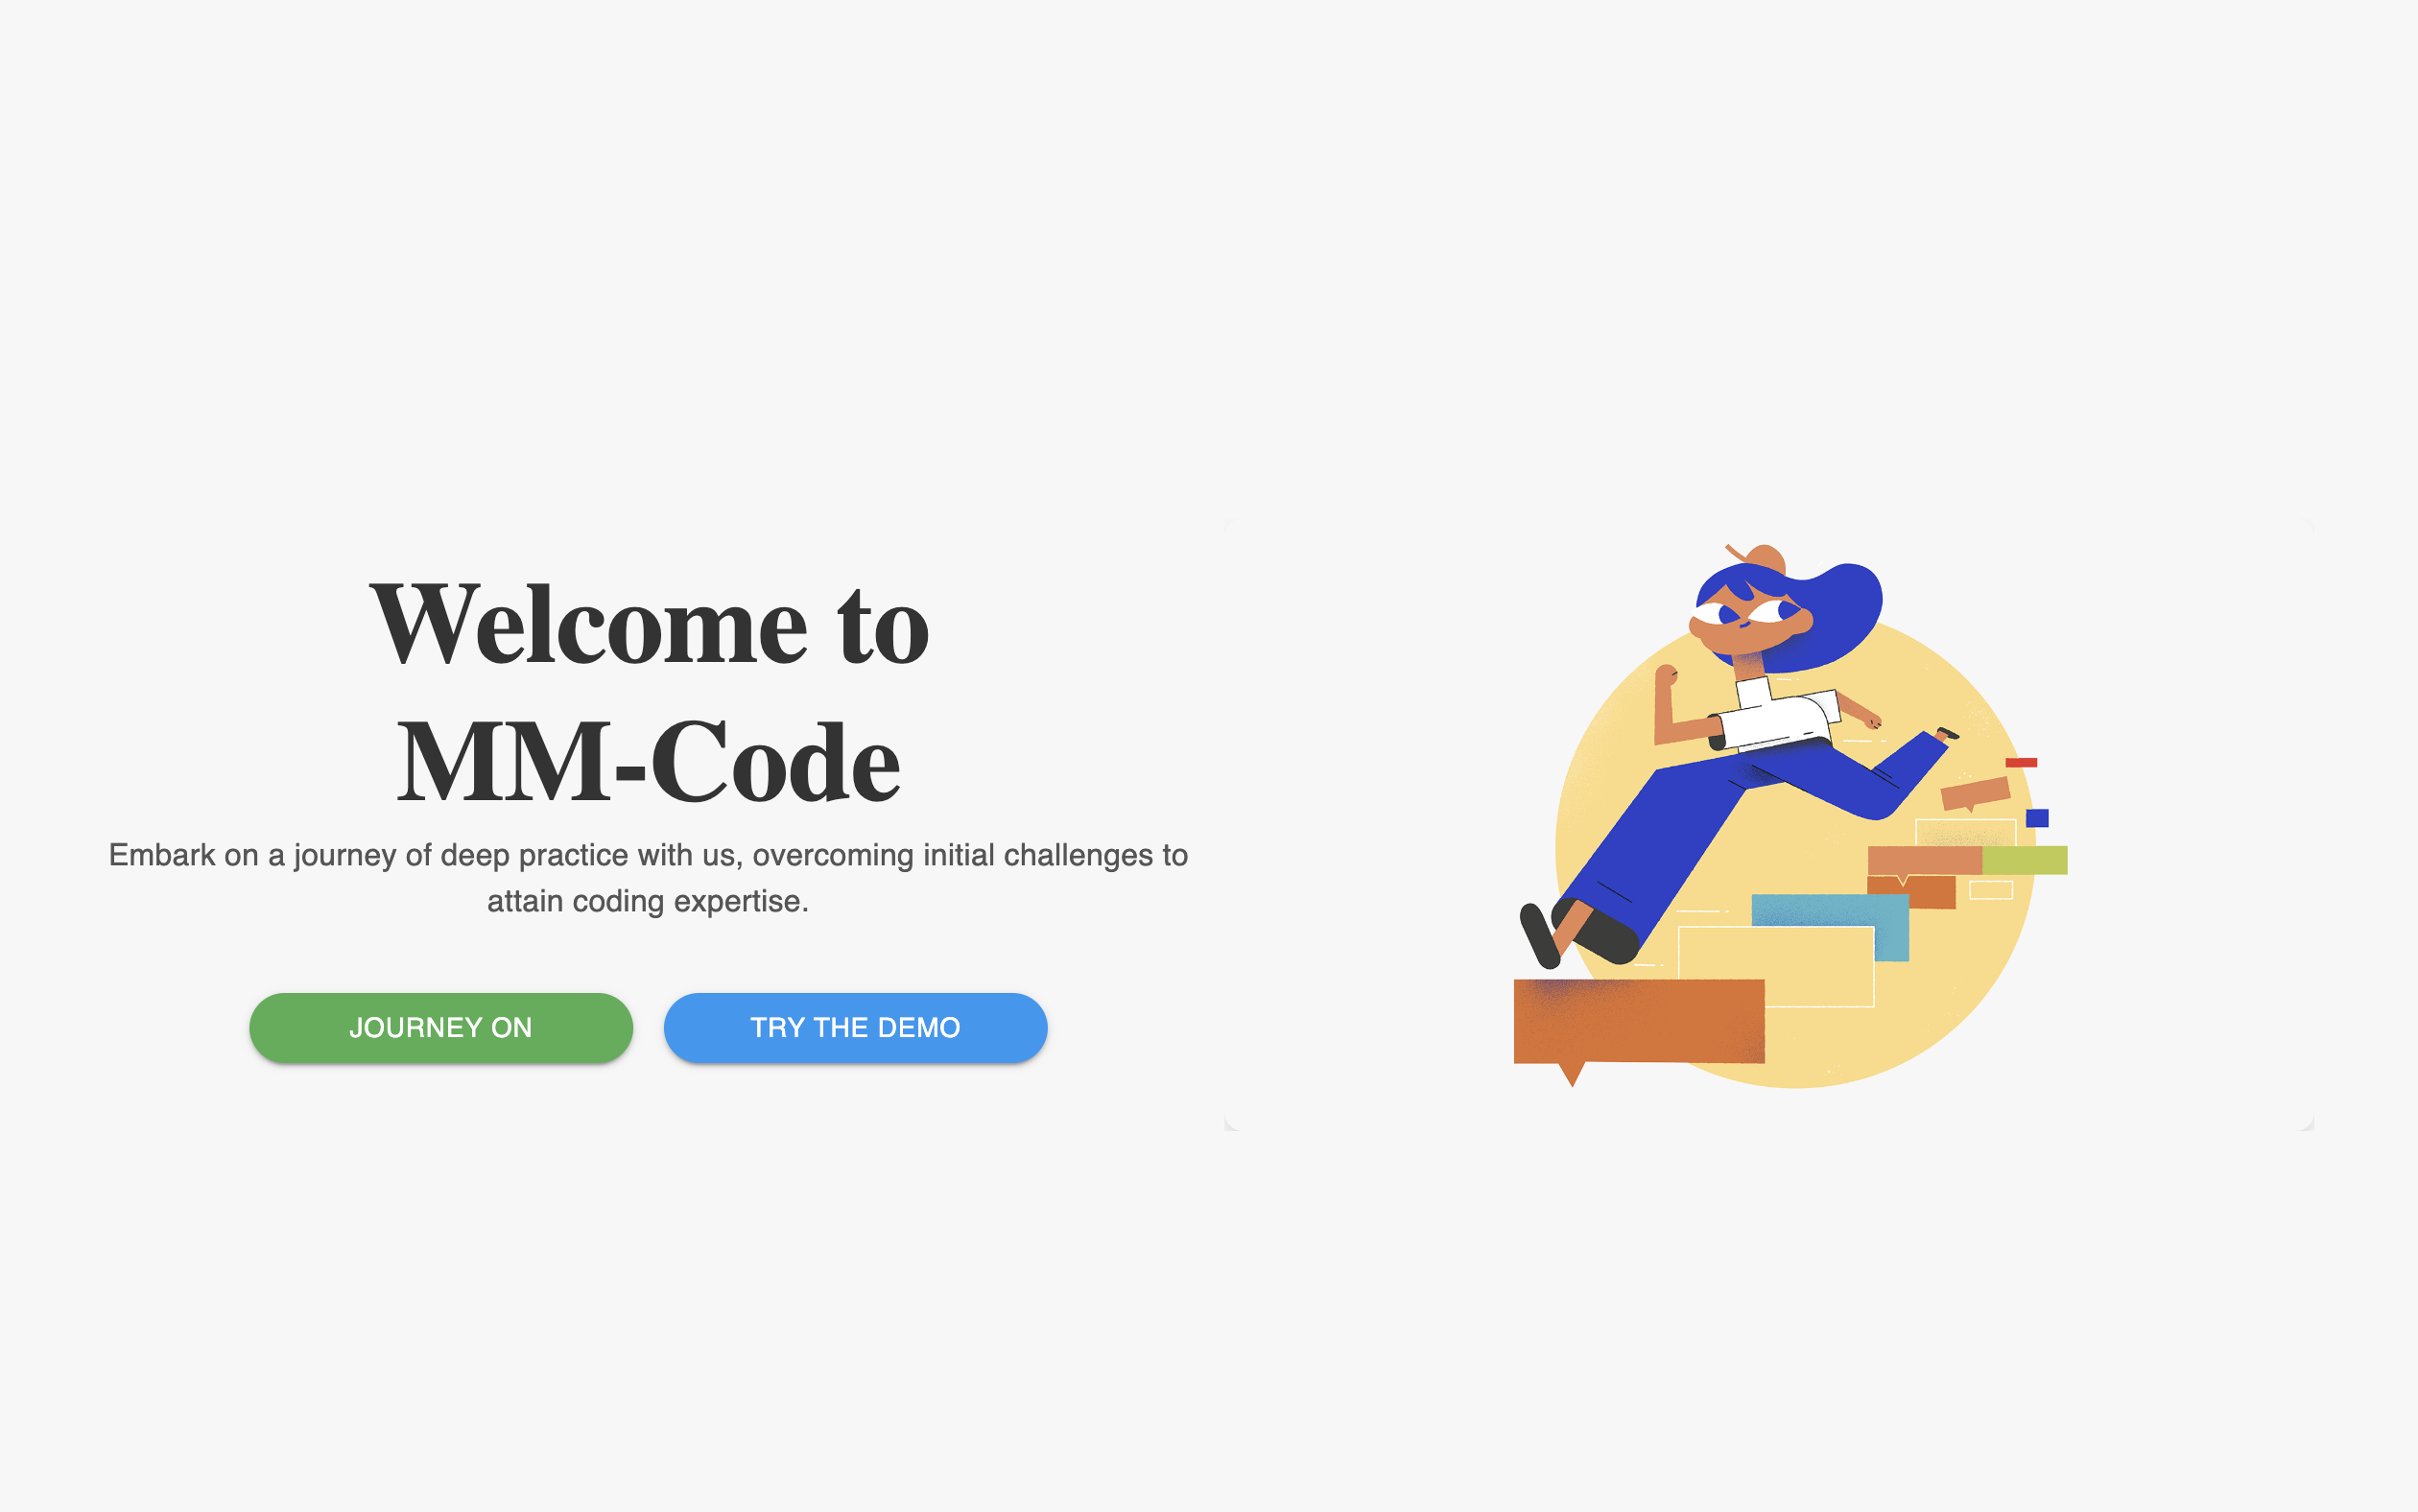 Welcome to
MM-Code
Embark on a journey of deep practice with us, overcoming initial challenges to
attain coding expertise.
JOURNEY ON
TRY THE DEMO